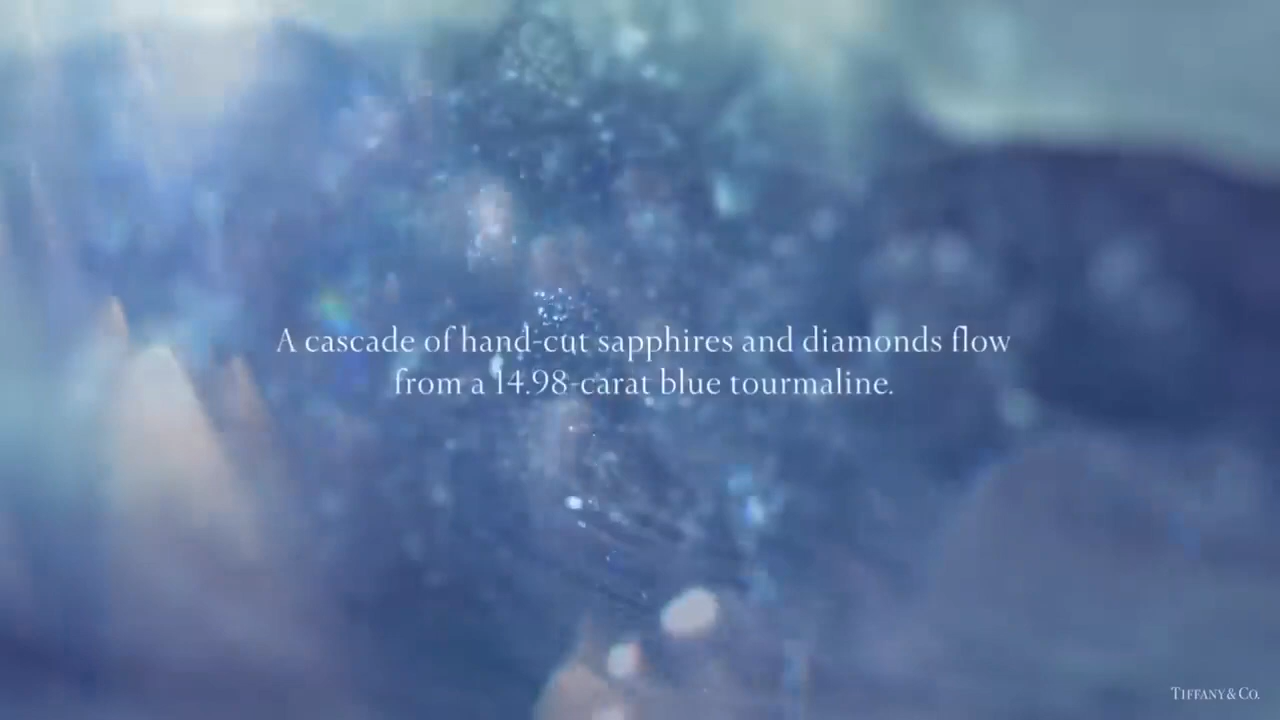 A cascade of hand-cut sapphires and diamonds flow
from a 14.98-carat blue tourmaline.
TIFFANY & CO.